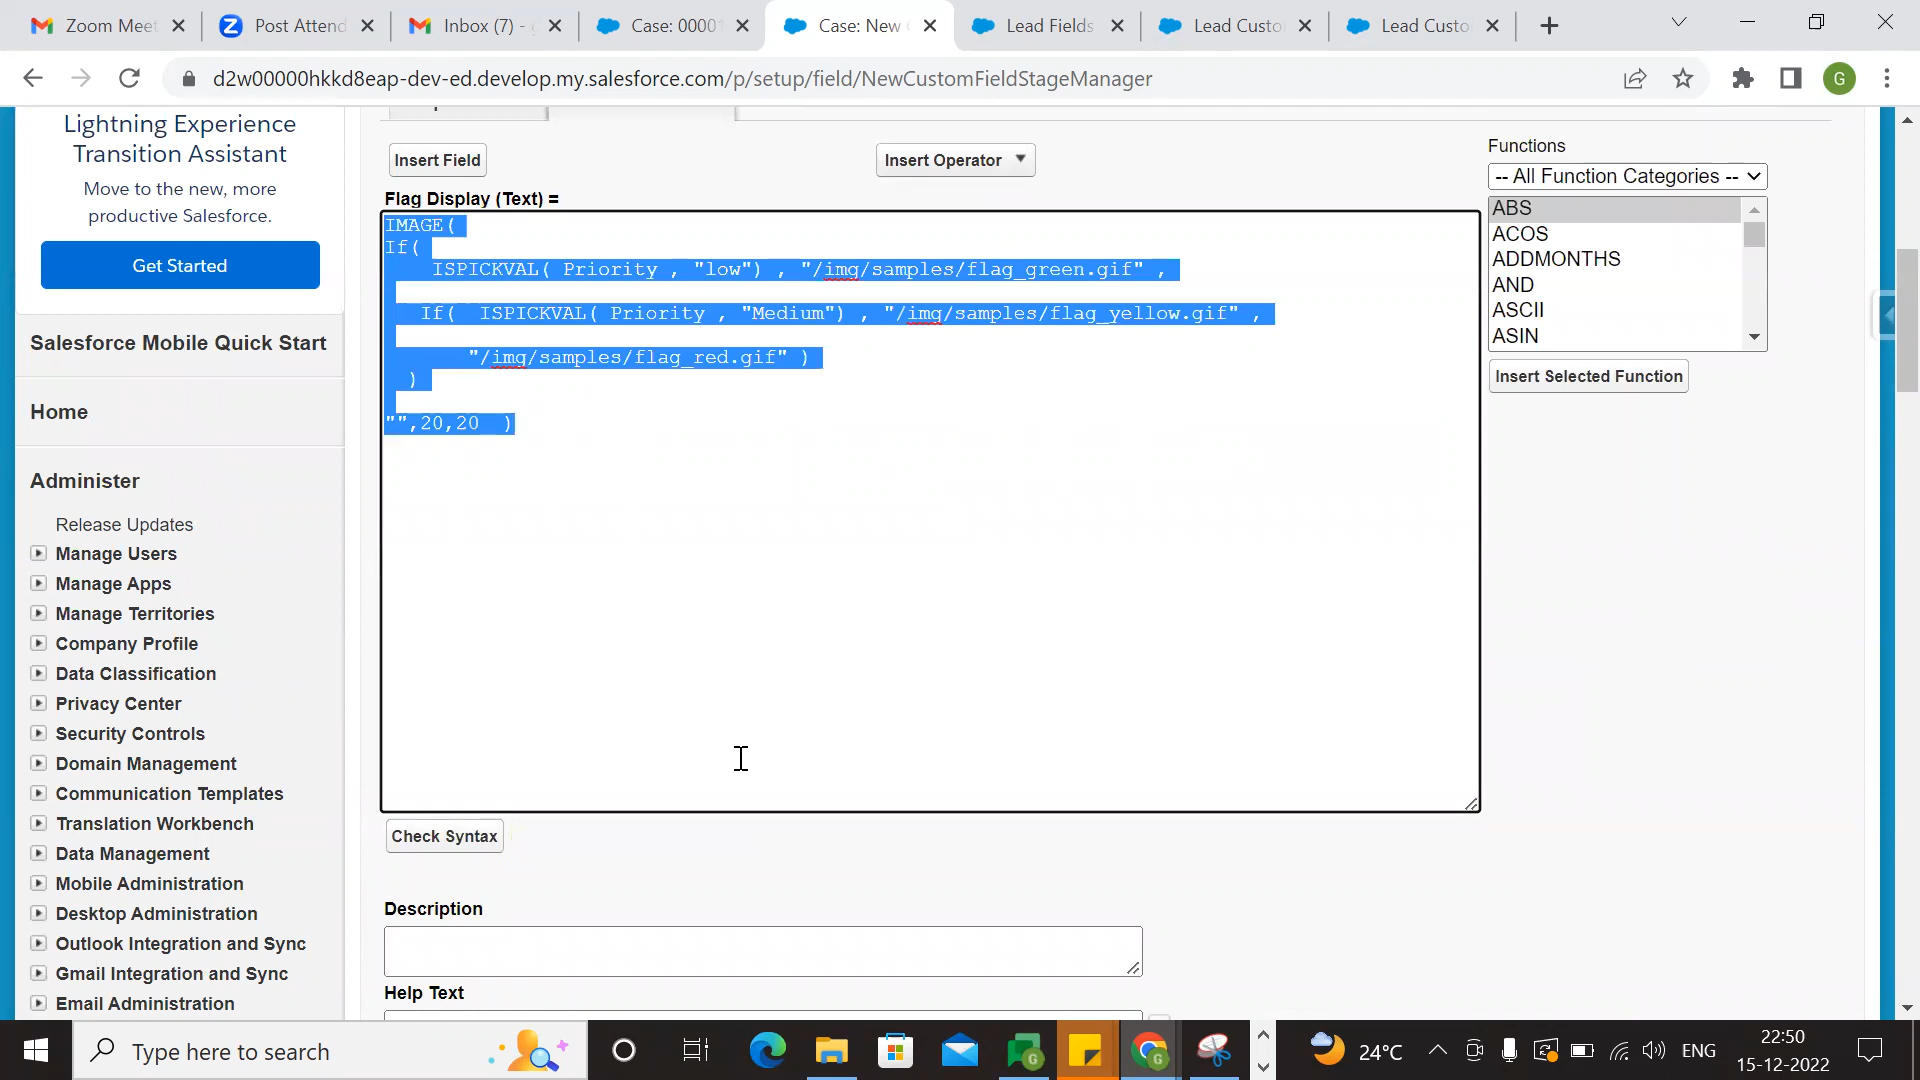 Zoom Meet
Post Attend
Inbox (7) - g
Case: 00001
Case: New
Lead Fields
Lead Custo
Lead Custo
d2w00000hkkd8eap-dev-ed.develop.my.salesforce.com/p/setup/field/NewCustomFieldStageManager
G
Lightning Experience
Transition Assistant
Move to the new, more
productive Salesforce.
Get Started
Salesforce Mobile Quick Start
Home
Administer
Release Updates
Manage Users
Manage Apps
Manage Territories
Company Profile
Data Classification
Privacy Center
Security Controls
Domain Management
Communication Templates
Translation Workbench
Data Management
Mobile Administration
Desktop Administration
Outlook Integration and Sync
Gmail Integration and Sync
Email Administration
Insert Field
Insert Operator
Flag Display (Text) =
IMAGE(
If(
ISPICKVAL( Priority , "low") , "/img/samples/flag_green.gif" ,
If( ISPICKVAL( Priority , "Medium") , "/img/samples/flag_yellow.gif" ,
"/img/samples/flag_red.gif" )
)
"",20,20 )
Check Syntax
Description
Help Text
Functions
-- All Function Categories --
ABS
ACOS
ADDMONTHS
AND
ASCII
ASIN
Insert Selected Function
Type here to search
24°C
ENG
22:50
15-12-2022